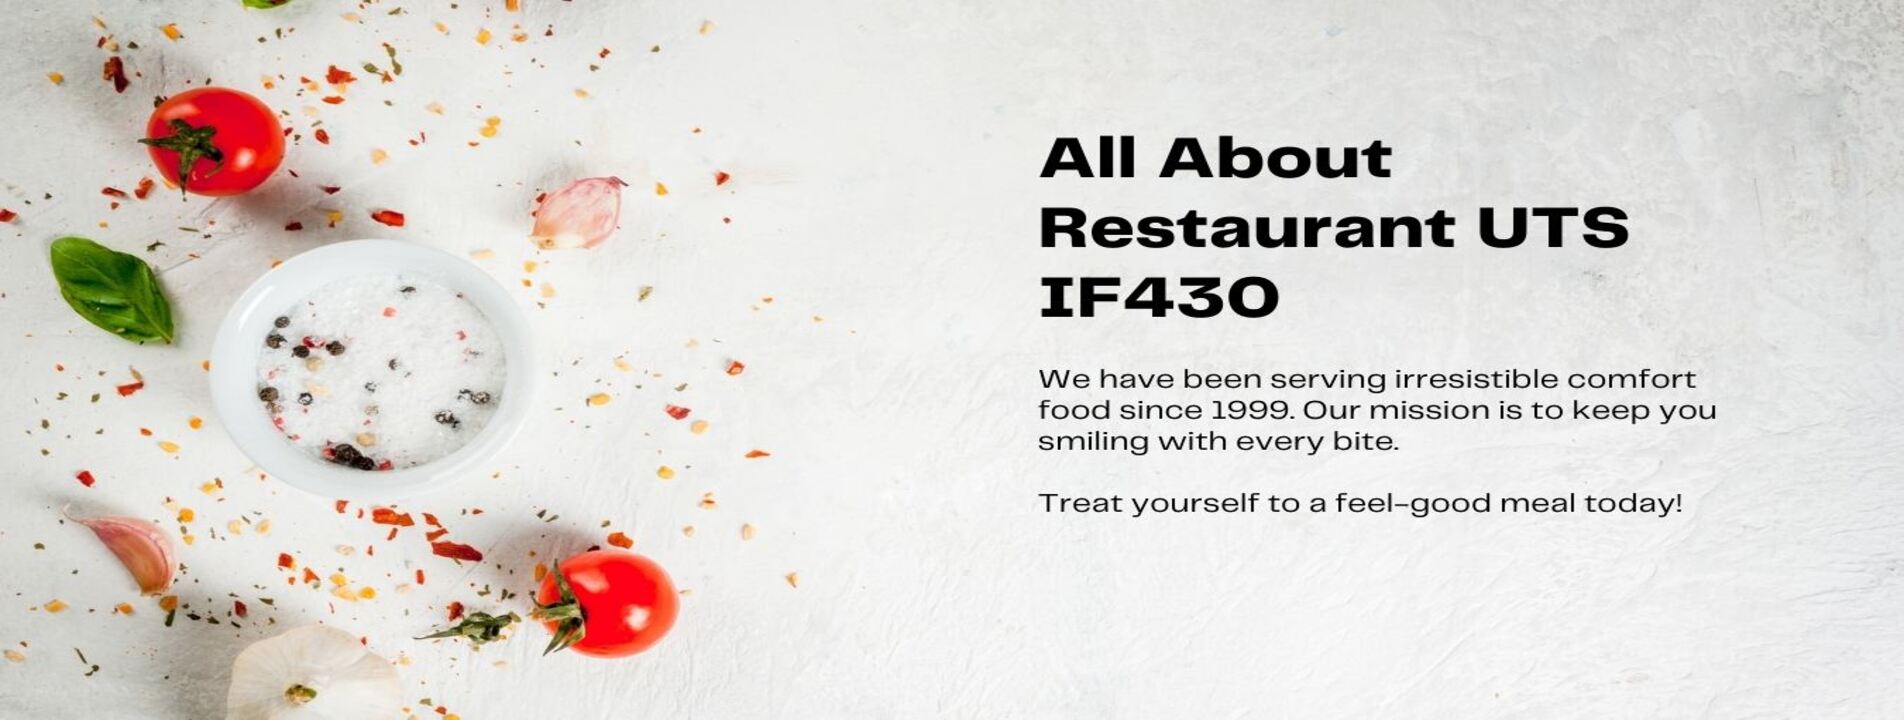 All About
Restaurant UTS
IF430
We have been serving irresistible comfort
food since 1999. Our mission is to keep you
smiling with every bite.
Treat yourself to a feel-good meal today!